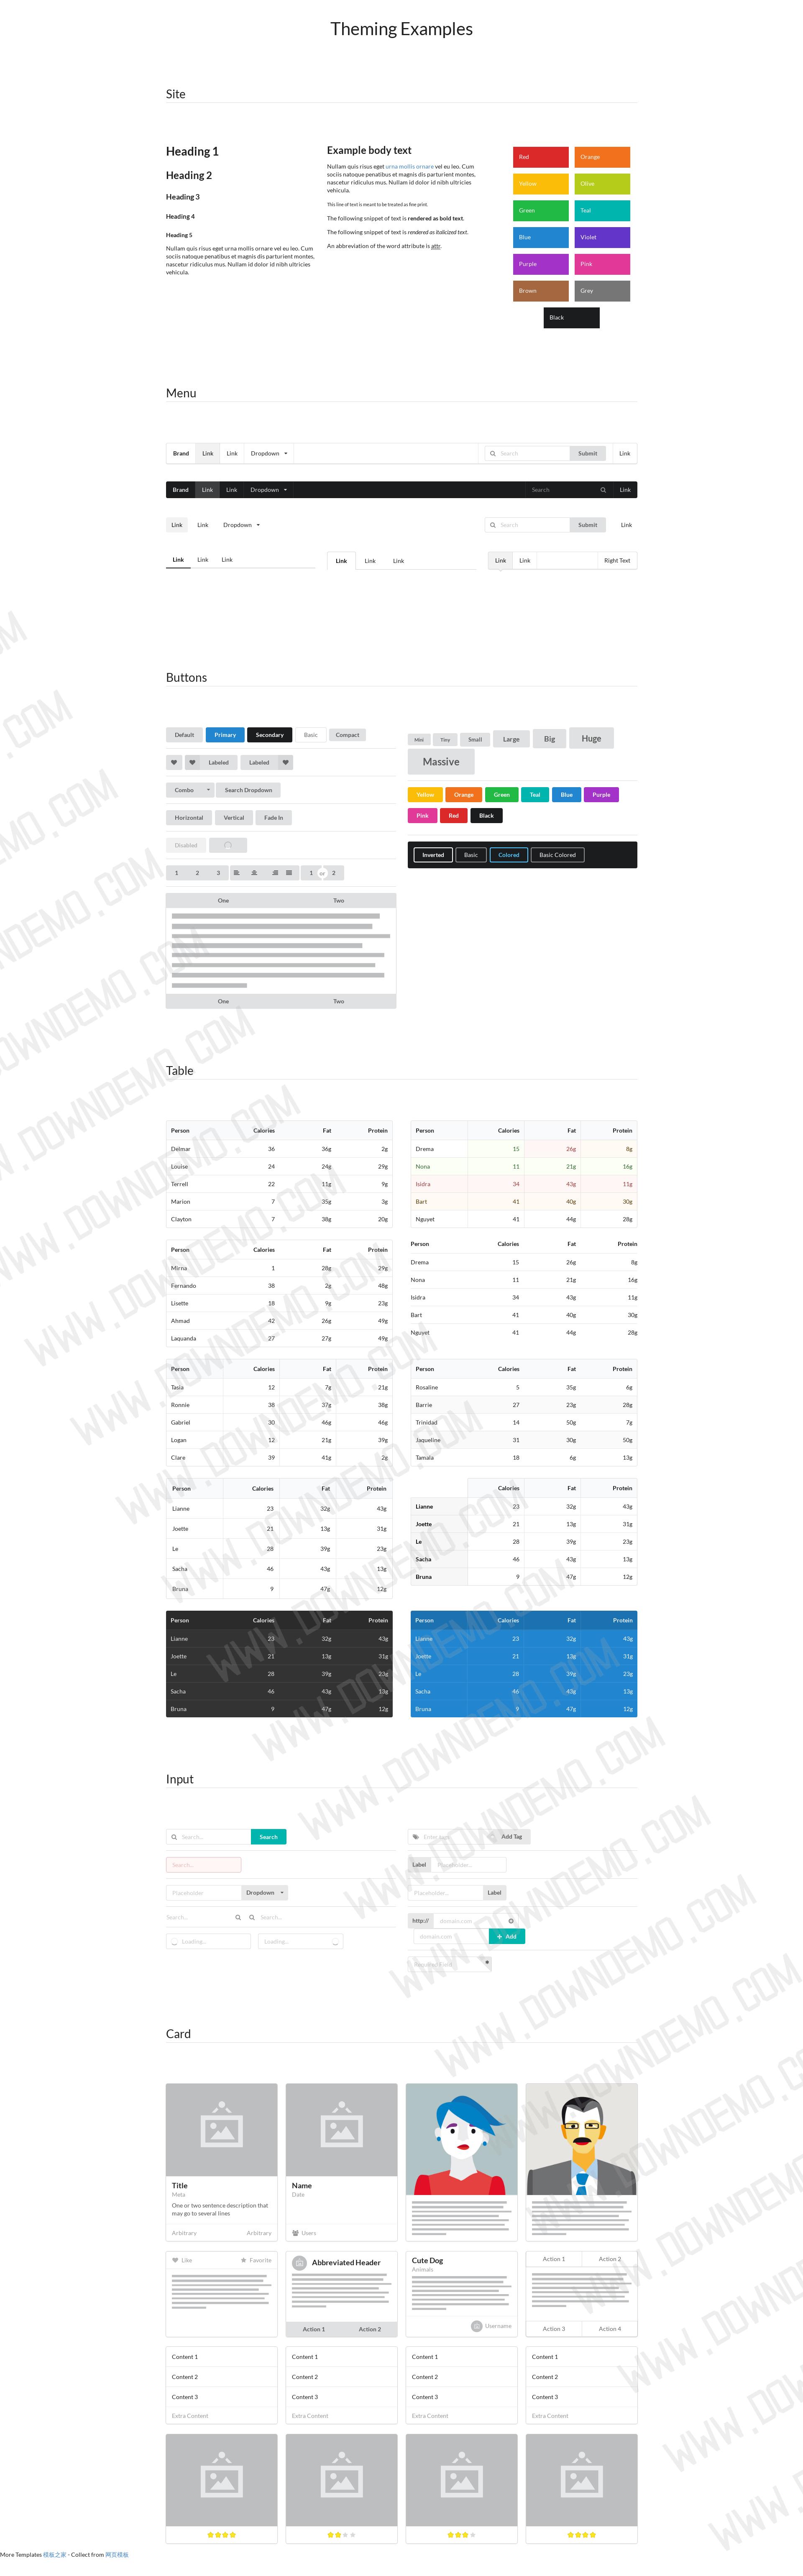 Theming Examples
Site
Heading 1
Heading 2
Heading 3
Heading 4
Heading 5
Nullam quis risus eget urna mollis ornare vel eu leo. Cum
sociis natoque penatibus et magnis dis parturient montes,
nascetur ridiculus mus. Nullam id dolor id nibh ultricies
vehicula.
Example body text
Nullam quis risus eget urna mollis ornare vel eu leo. Cum
sociis natoque penatibus et magnis dis parturient montes,
nascetur ridiculus mus. Nullam id dolor id nibh ultricies
vehicula.
This line of text is meant to be treated as fine print.
The following snippet of text is rendered as bold text.
The following snippet of text is rendered as italicized text.
An abbreviation of the word attribute is attr.
Red Orange
Yellow Olive
Green Teal
Blue Violet
Purple Pink
Brown Grey
Black
Menu
Brand Link Link Dropdown Search Submit Link
Brand Link Link Dropdown Search Link
Link Link Dropdown Search Submit Link
Link Link Link
Link Link Link
Link Link Right Text
Buttons
Default Primary Secondary Basic Compact
Labeled Labeled
Combo Search Dropdown
Horizontal Vertical Fade In
Disabled
1 2 3 1 or 2
One Two
One Two
Mini Tiny Small Large Big Huge
Massive
Yellow Orange Green Teal Blue Purple
Pink Red Black
Inverted Basic Colored Basic Colored
Table
Person Calories Fat Protein
Delmar 36 36g 2g
Louise 24 24g 29g
Terrell 22 11g 9g
Marion 7 35g 3g
Clayton 7 38g 20g
Person Calories Fat Protein
Drema 15 26g 8g
Nona 11 21g 16g
Isidra 34 43g 11g
Bart 41 40g 30g
Nguyet 41 44g 28g
Person Calories Fat Protein
Mirna 1 28g 29g
Fernando 38 2g 48g
Lisette 18 9g 23g
Ahmad 42 26g 49g
Laquanda 27 27g 49g
Person Calories Fat Protein
Drema 15 26g 8g
Nona 11 21g 16g
Isidra 34 43g 11g
Bart 41 40g 30g
Nguyet 41 44g 28g
Person Calories Fat Protein
Tasia 12 7g 21g
Ronnie 38 37g 38g
Gabriel 30 46g 46g
Logan 12 21g 39g
Clare 39 41g 2g
Person Calories Fat Protein
Rosaline 5 35g 6g
Barrie 27 23g 28g
Trinidad 14 50g 7g
Jaqueline 31 30g 50g
Tamala 18 6g 13g
Person Calories Fat Protein
Lianne 23 32g 43g
Joette 21 13g 31g
Le 28 39g 23g
Sacha 46 43g 13g
Bruna 9 47g 12g
Calories Fat Protein
Lianne 23 32g 43g
Joette 21 13g 31g
Le 28 39g 23g
Sacha 46 43g 13g
Bruna 9 47g 12g
Person Calories Fat Protein
Lianne 23 32g 43g
Joette 21 13g 31g
Le 28 39g 23g
Sacha 46 43g 13g
Bruna 9 47g 12g
Person Calories Fat Protein
Lianne 23 32g 43g
Joette 21 13g 31g
Le 28 39g 23g
Sacha 46 43g 13g
Bruna 9 47g 12g
Input
Search... Search
Search...
Placeholder Dropdown
Search... Search...
Loading... Loading...
Enter tags Add Tag
Label Placeholder...
Placeholder... Label
http:// domain.com
domain.com Add
Card
Title
Meta
One or two sentence description that
may go to several lines
Arbitrary Arbitrary
Name
Date
Users
Like Favorite
Abbreviated Header
Action 1 Action 2
Cute Dog
Animals
Username
Action 1 Action 2
Action 3 Action 4
Content 1 Content 1 Content 1 Content 1
Content 2 Content 2 Content 2 Content 2
Content 3 Content 3 Content 3 Content 3
Extra Content Extra Content Extra Content Extra Content
More Templates 模板之家 - Collect from 网页模板
WWW.DOWNDEMO.COM